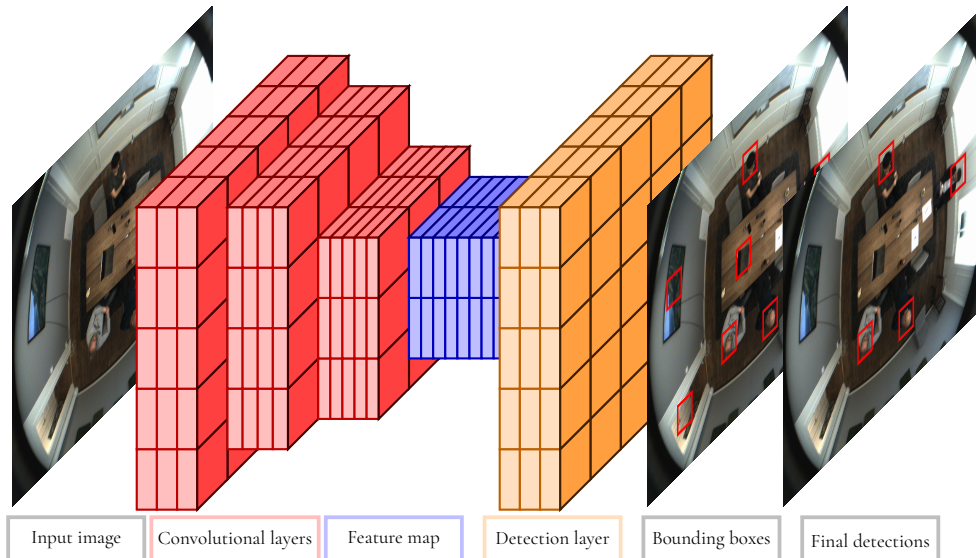 Input image
Convolutional layers
Feature map
Detection layer
Bounding boxes
Final detections